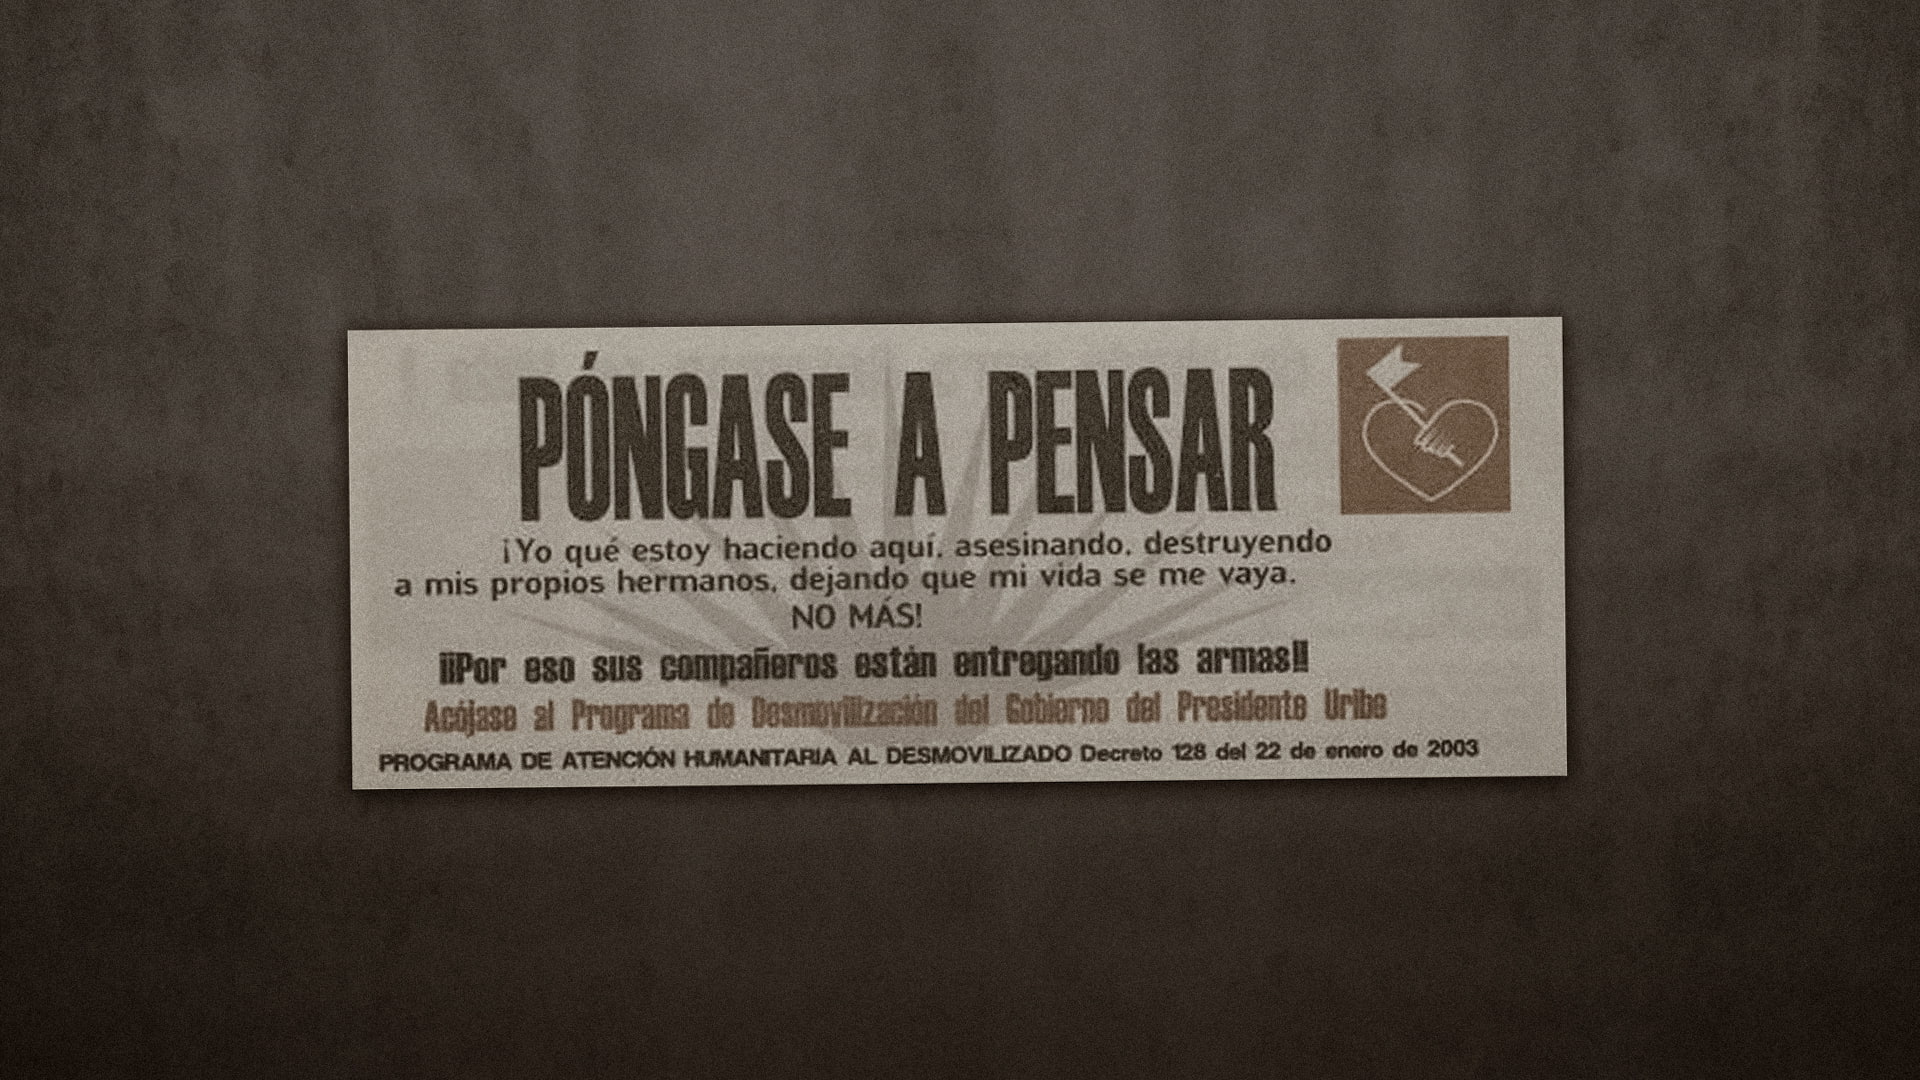 PÓNGASE A PENSAR
¡Yo qué estoy haciendo aquí, asesinando, destruyendo
a mis propios hermanos, dejando que mi vida se me vaya.
NO MÁS!
¡¡Por eso sus compañeros están entregando las armas!!
Acójase al Programa de Desmovilización del Gobierno del Presidente Uribe
PROGRAMA DE ATENCIÓN HUMANITARIA AL DESMOVILIZADO Decreto 128 del 22 de enero de 2003